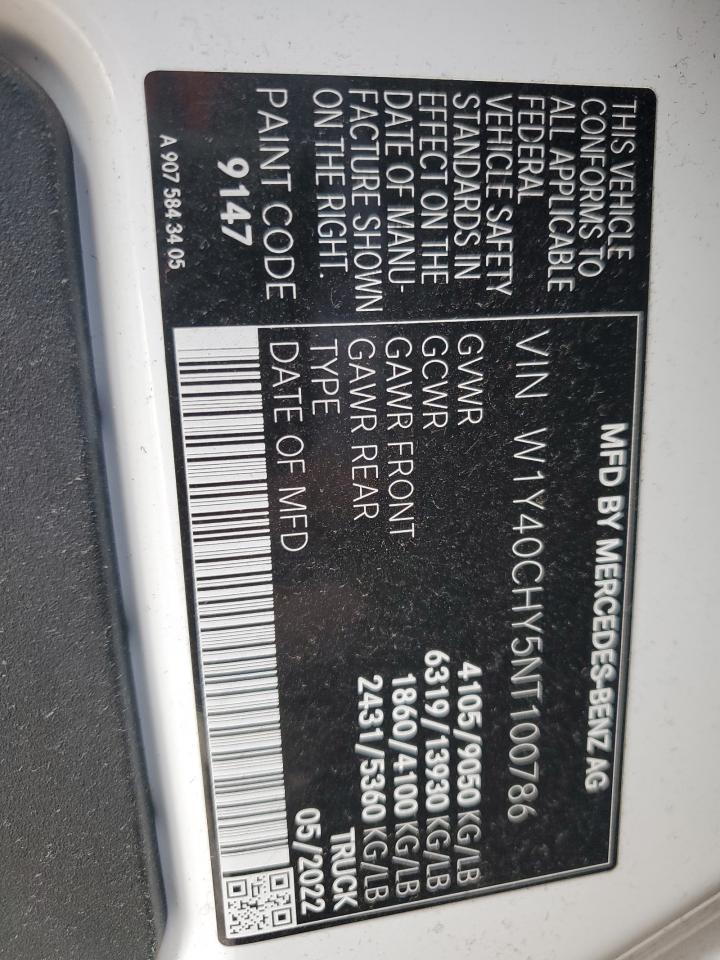 MFD BY MERCEDES-BENZ AG
THIS VEHICLE
CONFORMS TO
ALL APPLICABLE
FEDERAL
VEHICLE SAFETY
STANDARDS IN
EFFECT ON THE
DATE OF MANU-
FACTURE SHOWN
ON THE RIGHT.
PAINT CODE
9147
A 907 584 34 05
VIN W1Y40CHY5NT100786
GVWR 4105/9050 KG/LB
GCWR 6319/13930 KG/LB
GAWR FRONT 1860/4100 KG/LB
GAWR REAR 2431/5360 KG/LB
TYPE TRUCK
DATE OF MFD 05/2022